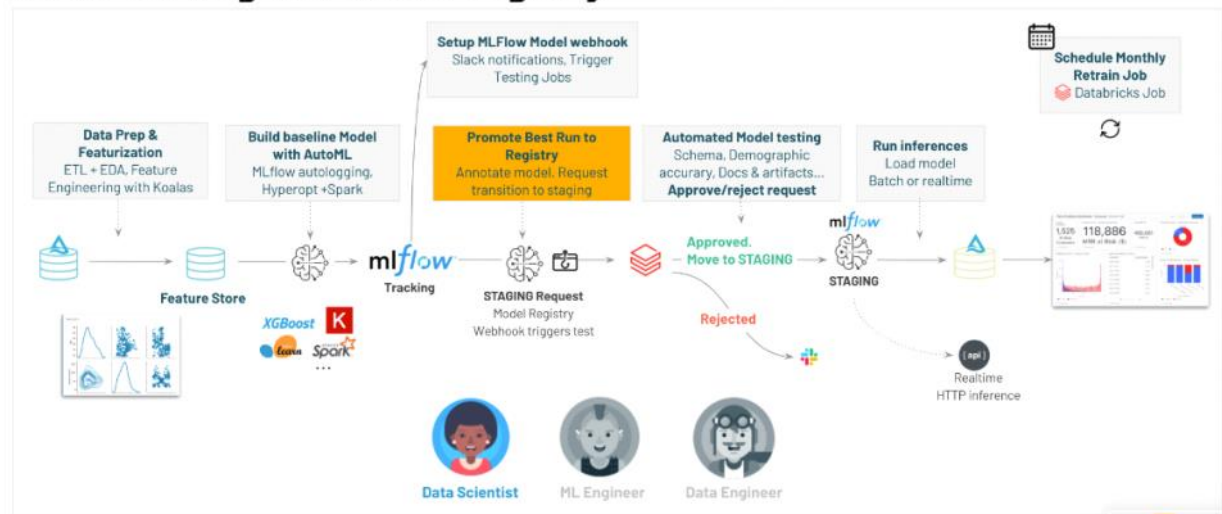 Setup MLFlow Model webhook
Slack notifications, Trigger
Testing Jobs
Schedule Monthly
Retrain Job
Databricks Job
Data Prep &
Featurization
ETL + EDA, Feature
Engineering with Koalas
Build baseline Model
with AutoML
MLflow autologging,
Hyperopt +Spark
Promote Best Run to
Registry
Annotate model. Request
transition to staging
Automated Model testing
Schema, Demographic
accurary, Docs & artifacts...
Approve/reject request
Run inferences
Load model
Batch or realtime
Feature Store
XGBoost
K
learn
Spark
...
mlflow
Tracking
STAGING Request
Model Registry
Webhook triggers test
Approved.
Move to STAGING
Rejected
mlflow
STAGING
{api}
Realtime
HTTP inference
1,525
118,886
Data Scientist
ML Engineer
Data Engineer